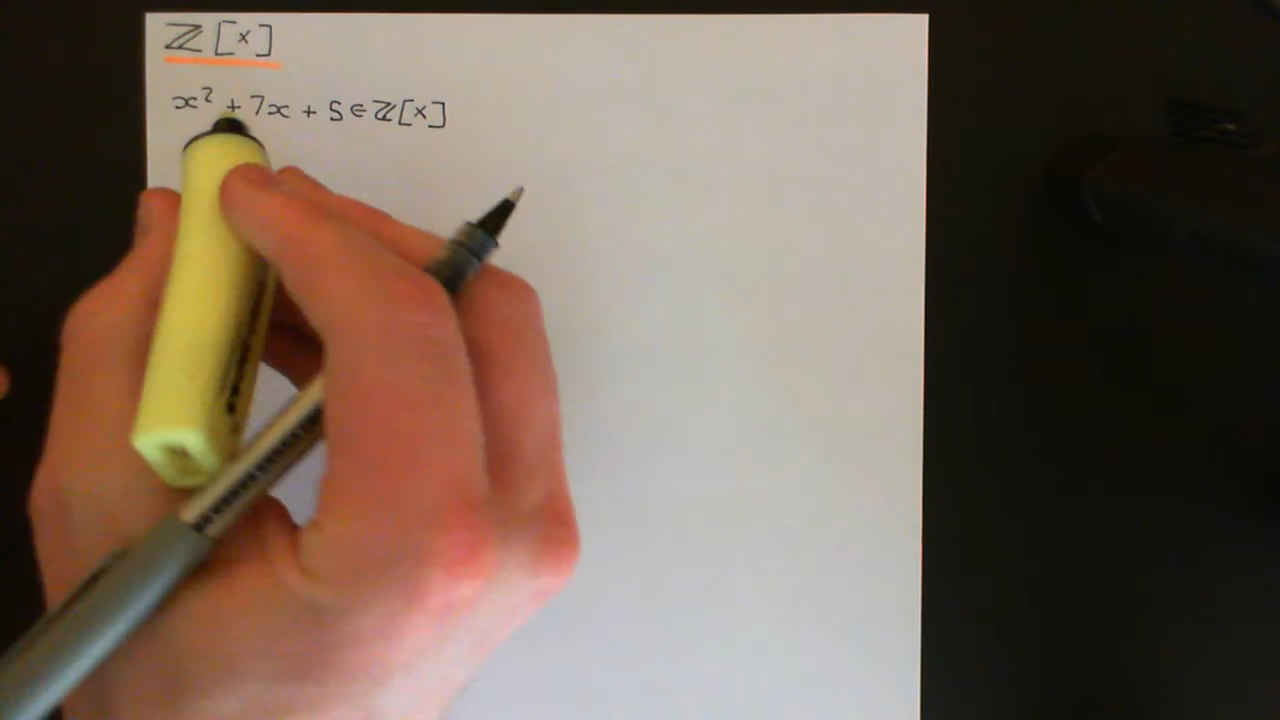 ℤ[x]
x² + 7x + 5 ∈ ℤ[x]